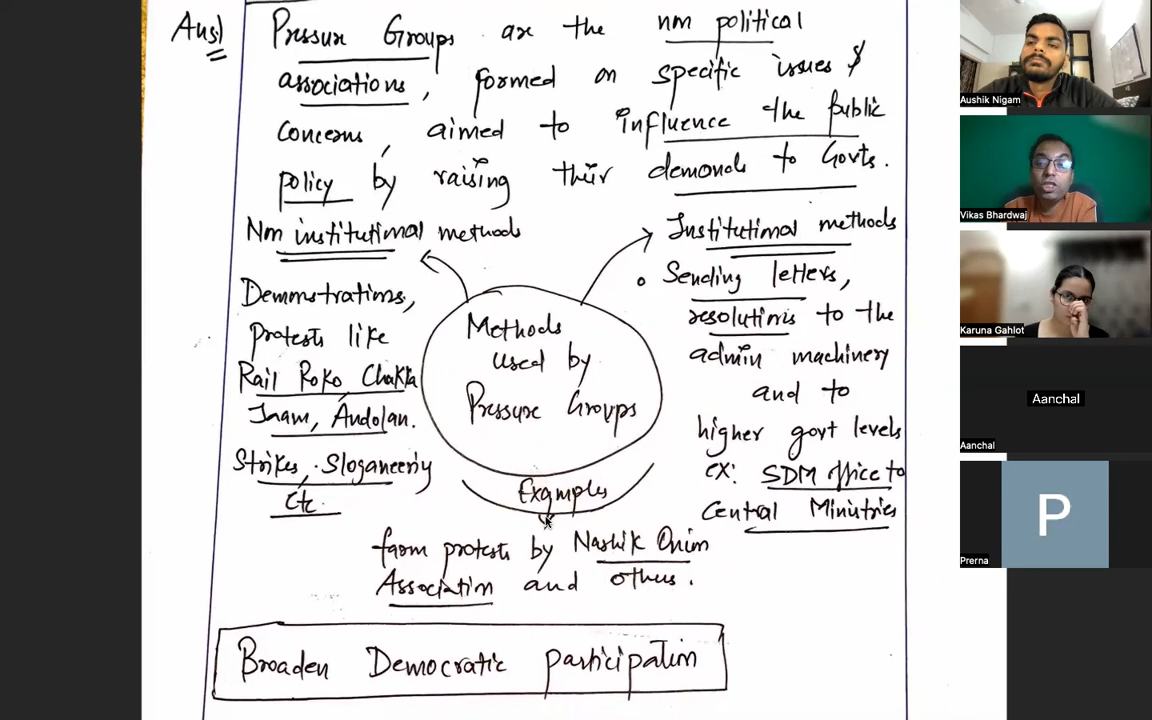 Ans)
Pressure Groups are the non political
associations, formed on specific issues &
concerns, aimed to influence the public
policy by raising their demands to Govts.
Non institutional methods
Demonstrations,
protests like
Rail Roko, Chakka
Jaam, Andolan.
Strikes, Sloganeering
etc.
Methods
used by
Pressure Groups
Institutional methods
Sending letters,
resolutions to the
admin machinery
and to
higher govt levels
ex: SDM office to
Central Ministries
Examples
farm protests by Nashik Onion
Association and others.
Broaden Democratic participation
Aushik Nigam
Vikas Bhardwaj
Karuna Gahlot
Aanchal
Aanchal
P
Prerna